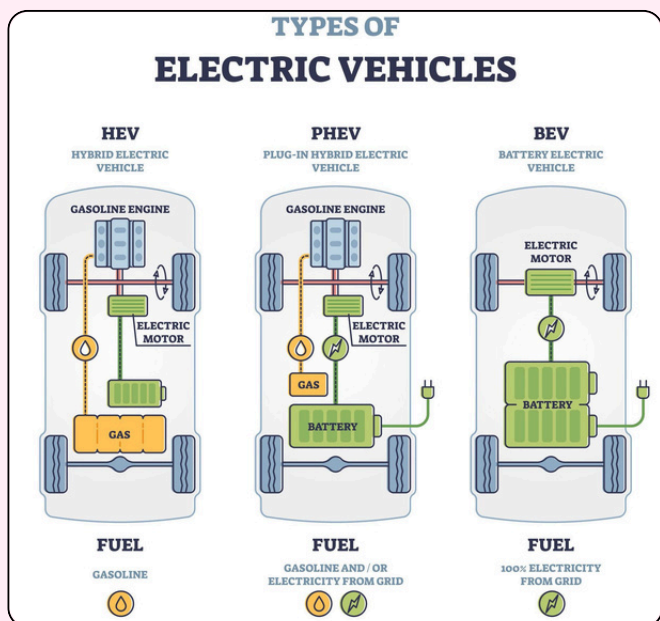 TYPES OF
ELECTRIC VEHICLES
HEV
HYBRID ELECTRIC
VEHICLE
GASOLINE ENGINE
ELECTRIC
MOTOR
GAS
FUEL
GASOLINE
PHEV
PLUG-IN HYBRID ELECTRIC
VEHICLE
GASOLINE ENGINE
ELECTRIC
MOTOR
GAS
BATTERY
FUEL
GASOLINE AND / OR
ELECTRICITY FROM GRID
BEV
BATTERY ELECTRIC
VEHICLE
ELECTRIC
MOTOR
BATTERY
FUEL
100% ELECTRICITY
FROM GRID